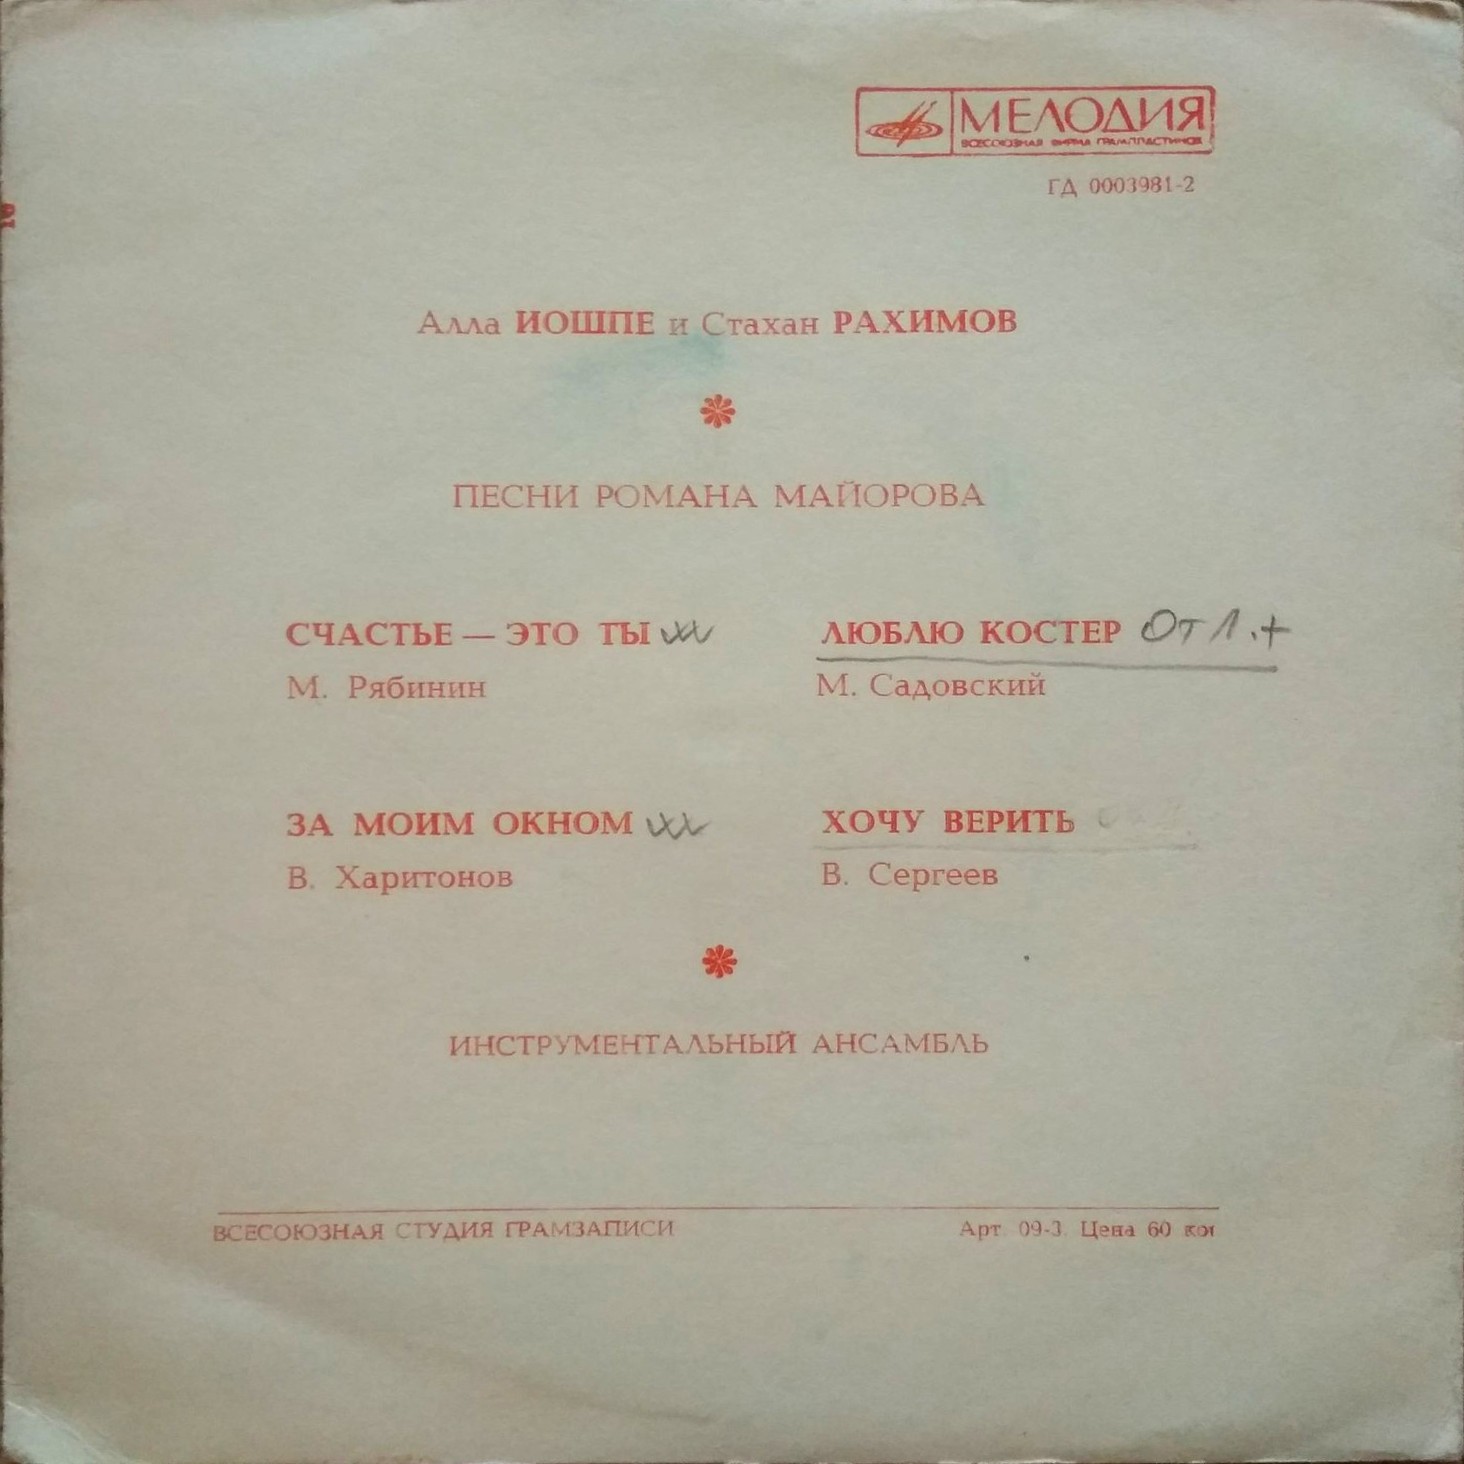 МЕЛОДИЯ
ВСЕСОЮЗНАЯ ФИРМА ГРАМПЛАСТИНОК
ГД 0003981-2
Алла ИОШПЕ и Стахан РАХИМОВ
ПЕСНИ РОМАНА МАЙОРОВА
СЧАСТЬЕ — ЭТО ТЫ
М. Рябинин
ЗА МОИМ ОКНОМ
В. Харитонов
ЛЮБЛЮ КОСТЕР Отл.+
М. Садовский
ХОЧУ ВЕРИТЬ
В. Сергеев
ИНСТРУМЕНТАЛЬНЫЙ АНСАМБЛЬ
ВСЕСОЮЗНАЯ СТУДИЯ ГРАМЗАПИСИ
Арт. 09-3. Цена 60 коп